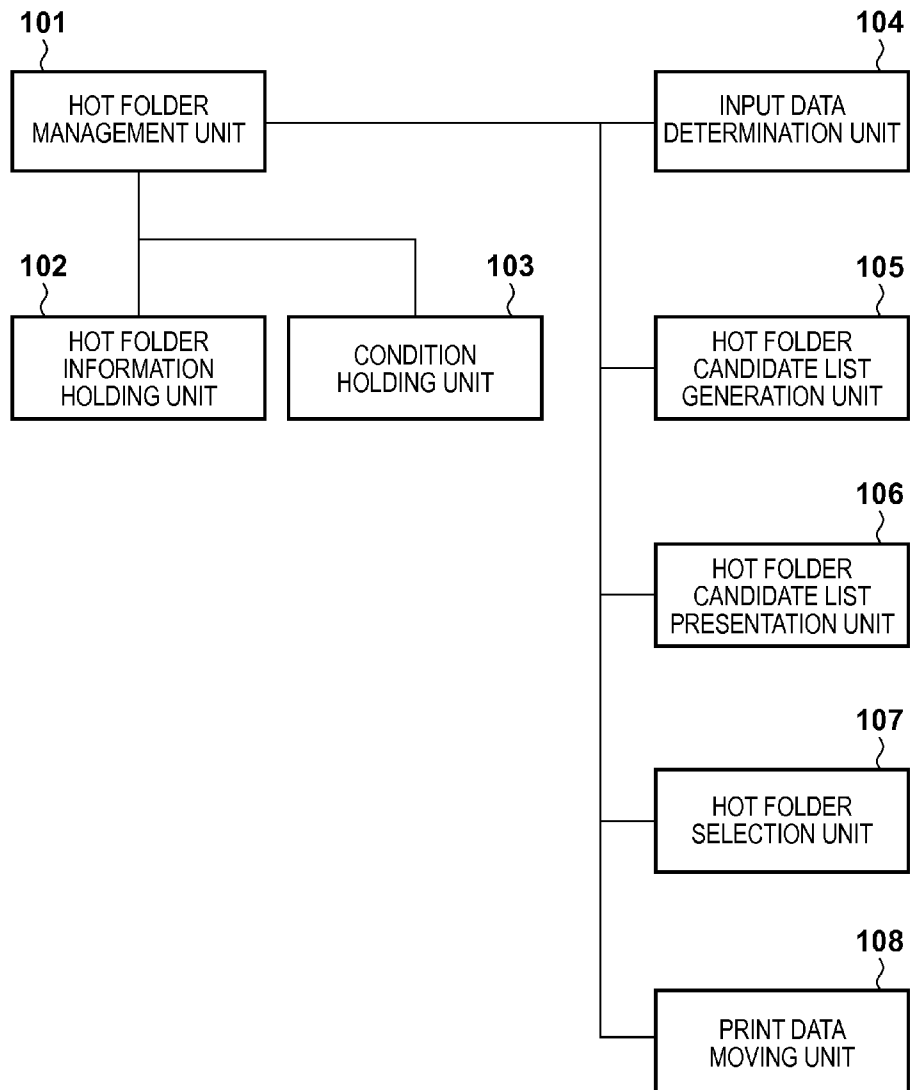 101
HOT FOLDER
MANAGEMENT UNIT
104
INPUT DATA
DETERMINATION UNIT
102
HOT FOLDER
INFORMATION
HOLDING UNIT
103
CONDITION
HOLDING UNIT
105
HOT FOLDER
CANDIDATE LIST
GENERATION UNIT
106
HOT FOLDER
CANDIDATE LIST
PRESENTATION UNIT
107
HOT FOLDER
SELECTION UNIT
108
PRINT DATA
MOVING UNIT